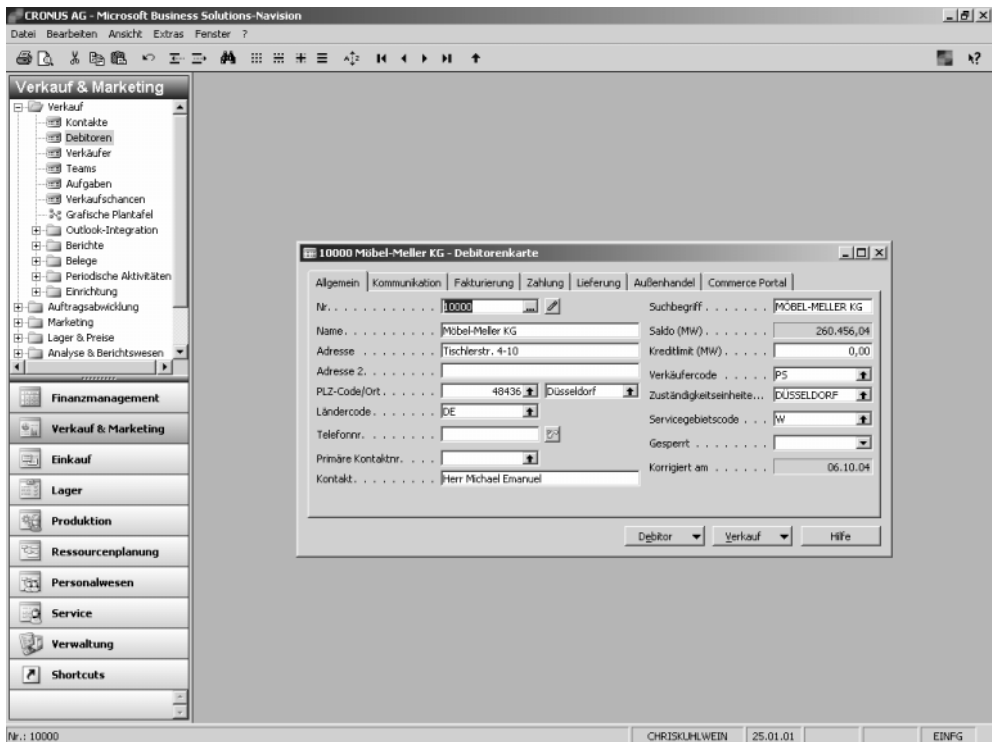 CRONUS AG - Microsoft Business Solutions-Navision
Datei Bearbeiten Ansicht Extras Fenster ?
Verkauf & Marketing
Verkauf
Kontakte
Debitoren
Verkäufer
Teams
Aufgaben
Verkaufschancen
Grafische Plantafel
Outlook-Integration
Berichte
Belege
Periodische Aktivitäten
Einrichtung
Auftragsabwicklung
Marketing
Lager & Preise
Analyse & Berichtswesen
Finanzmanagement
Verkauf & Marketing
Einkauf
Lager
Produktion
Ressourcenplanung
Personalwesen
Service
Verwaltung
Shortcuts
10000 Möbel-Meller KG - Debitorenkarte
Allgemein Kommunikation Fakturierung Zahlung Lieferung Außenhandel Commerce Portal
Nr. . . . . . . . . . . . . 10000
Name. . . . . . . . . . . Möbel-Meller KG
Adresse . . . . . . . . . Tischlerstr. 4-10
Adresse 2. . . . . . . .
PLZ-Code/Ort. . . . . . 48436 Düsseldorf
Ländercode. . . . . . . . DE
Telefonnr. . . . . . . . .
Primäre Kontaktnr. . . . .
Kontakt. . . . . . . . . . Herr Michael Emanuel
Suchbegriff . . . . . . . MÖBEL-MELLER KG
Saldo (MW) . . . . . . . 260.456,04
Kreditlimit (MW) . . . . . 0,00
Verkäufercode . . . . . PS
Zuständigkeitseinheite... DÜSSELDORF
Servicegebietscode . . . W
Gesperrt . . . . . . . .
Korrigiert am . . . . . . 06.10.04
Debitor Verkauf Hilfe
Nr.: 10000 CHRISKUHLWEIN 25.01.01 EINFG